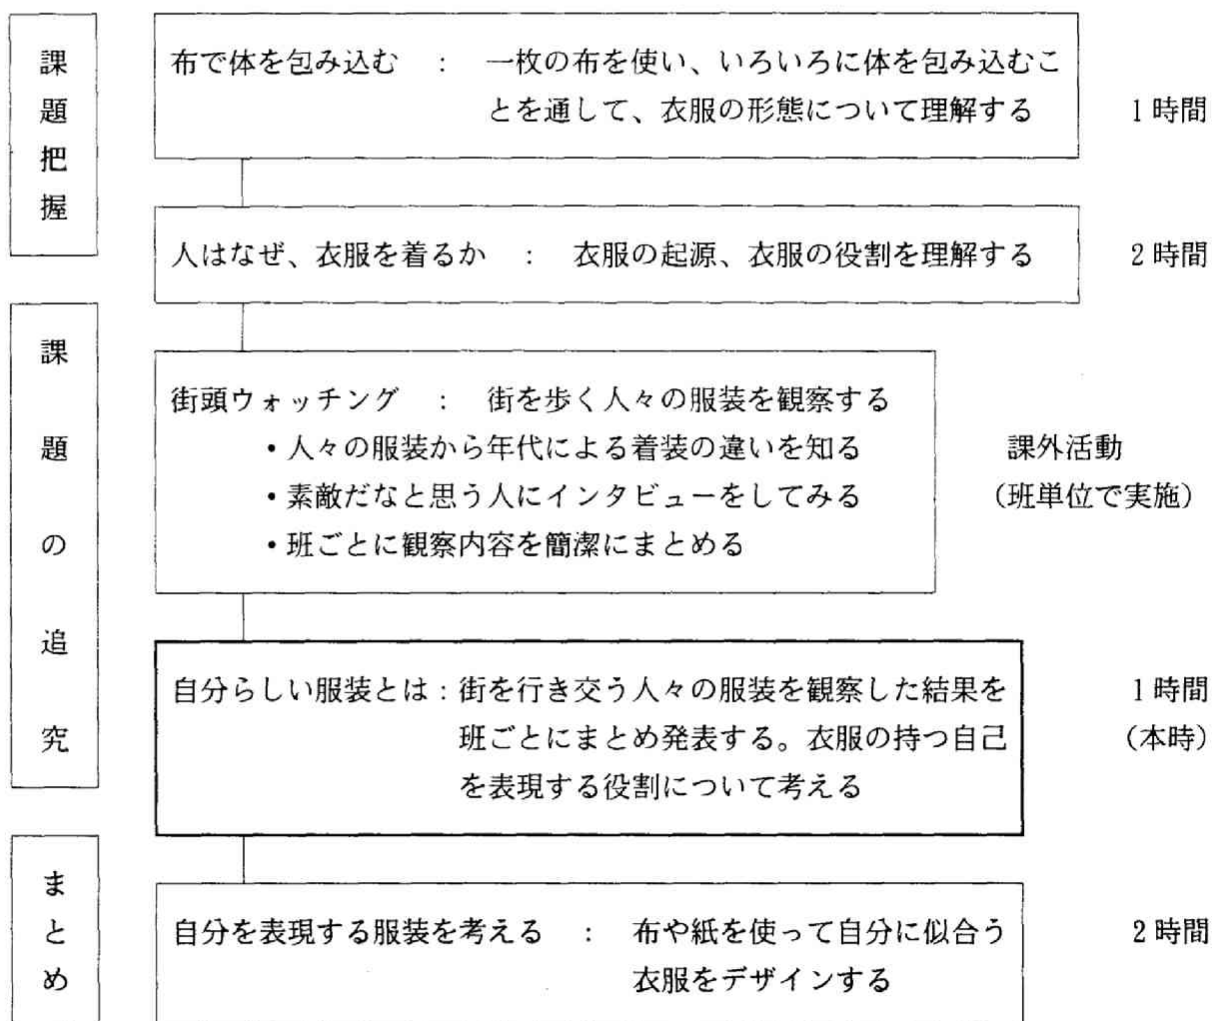 課題把握
布で体を包み込む ： 一枚の布を使い、いろいろに体を包み込むこ
とを通して、衣服の形態について理解する 1時間
人はなぜ、衣服を着るか ： 衣服の起源、衣服の役割を理解する 2時間
課題の追究
街頭ウォッチング ： 街を歩く人々の服装を観察する
・人々の服装から年代による着装の違いを知る 課外活動
・素敵だなと思う人にインタビューをしてみる （班単位で実施）
・班ごとに観察内容を簡潔にまとめる
自分らしい服装とは：街を行き交う人々の服装を観察した結果を 1時間
班ごとにまとめ発表する。衣服の持つ自己 （本時）
を表現する役割について考える
まとめ
自分を表現する服装を考える ： 布や紙を使って自分に似合う 2時間
衣服をデザインする